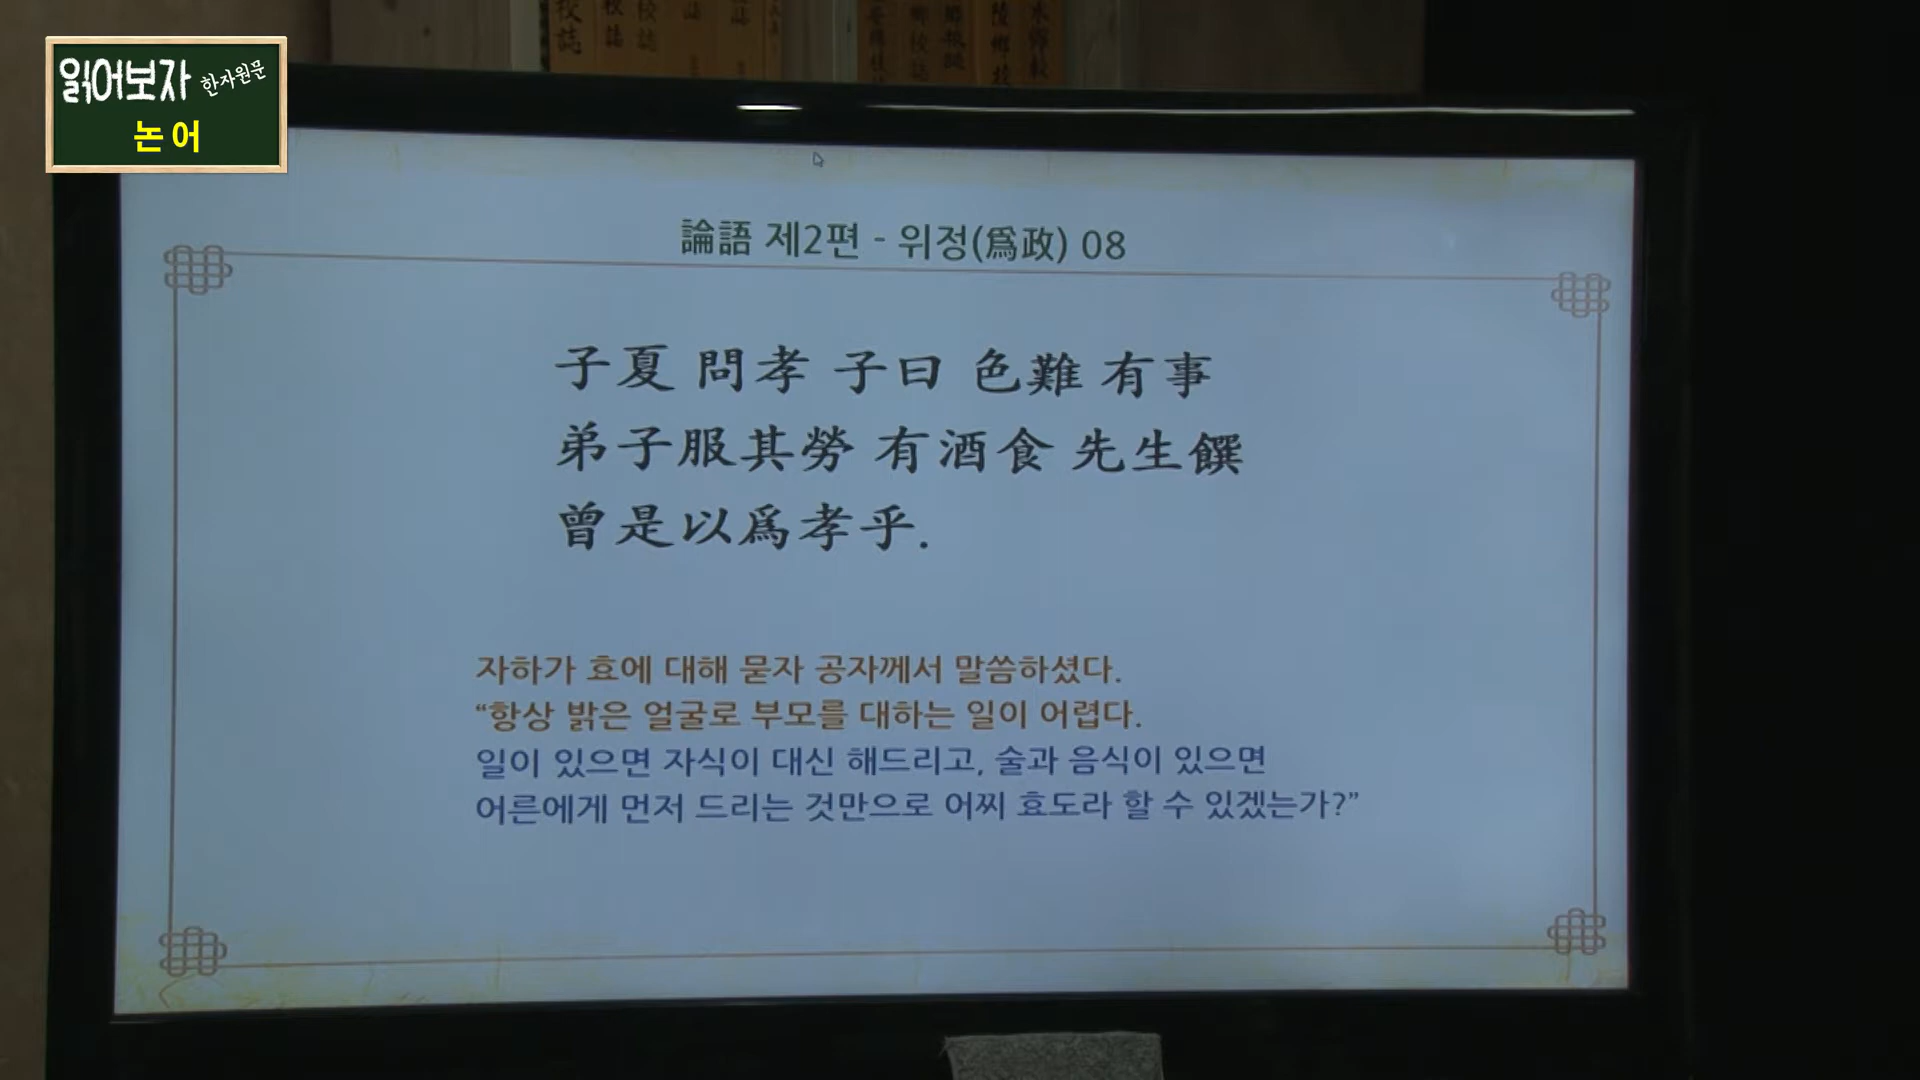 읽어보자 한자원문
논어
論語 제2편 - 위정(爲政) 08
子夏 問孝 子曰 色難 有事
弟子服其勞 有酒食 先生饌
曾是以爲孝乎.
자하가 효에 대해 묻자 공자께서 말씀하셨다.
“항상 밝은 얼굴로 부모를 대하는 일이 어렵다.
일이 있으면 자식이 대신 해드리고, 술과 음식이 있으면
어른에게 먼저 드리는 것만으로 어찌 효도라 할 수 있겠는가?”